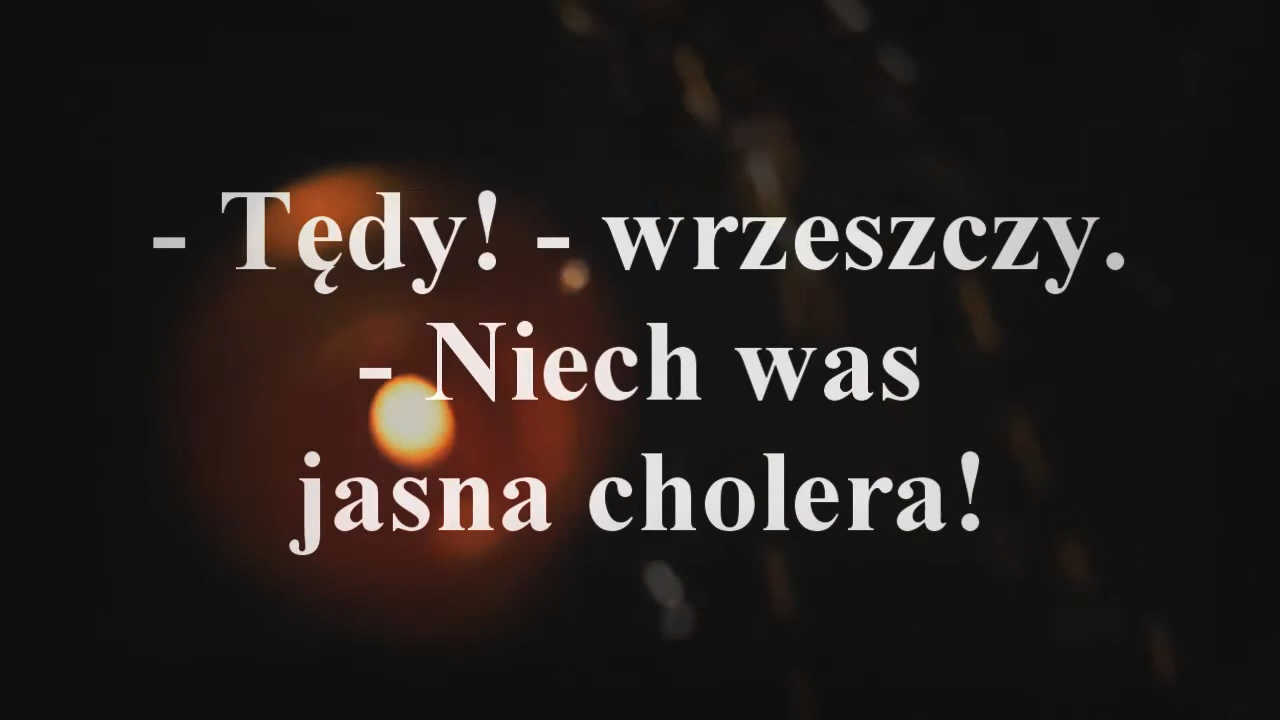 - Tędy! - wrzeszczy.
- Niech was
jasna cholera!